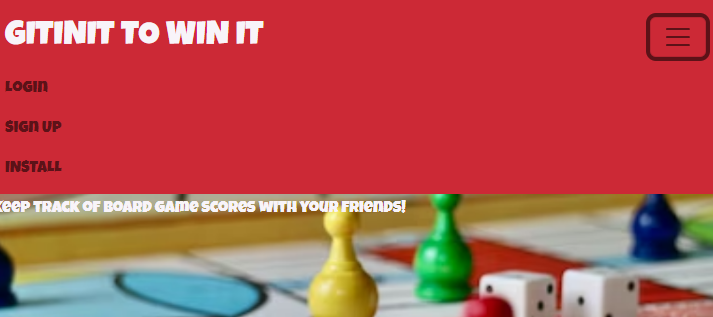 GITINIT TO WIN IT
LOGIN
SIGN UP
INSTALL
KEEP TRACK OF BOARD GAME SCORES WITH YOUR FRIENDS!